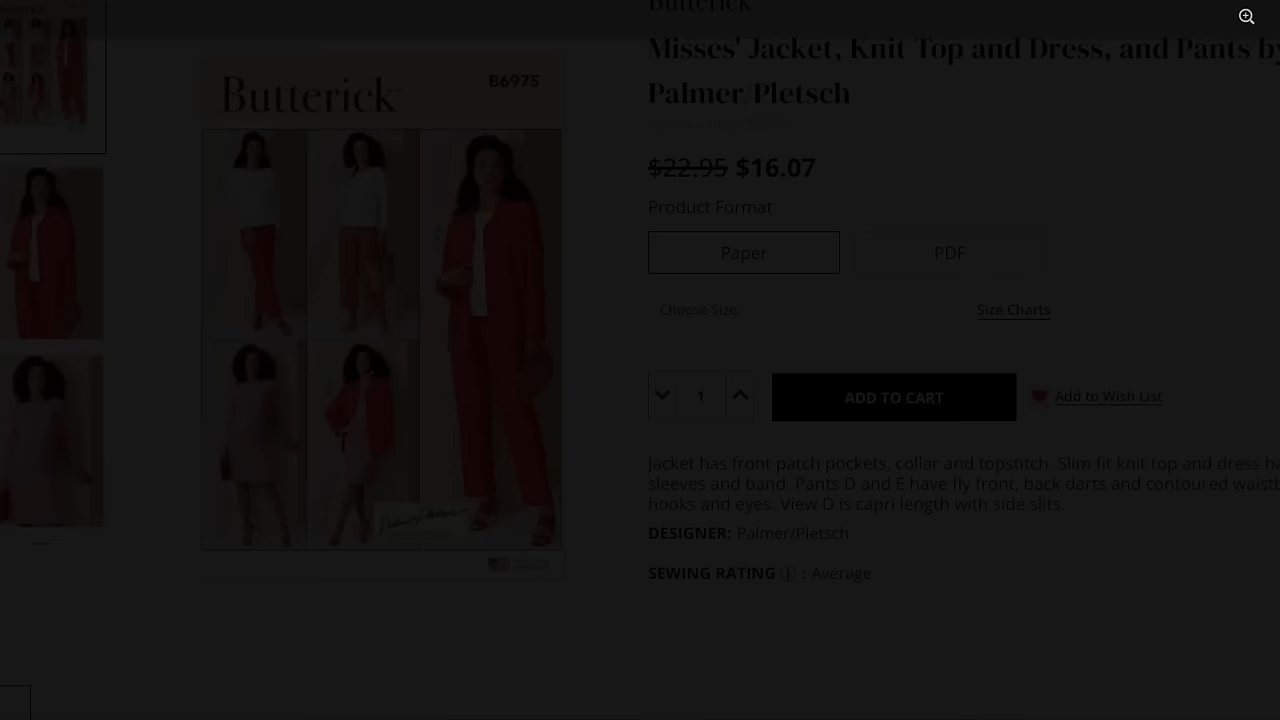 Butterick
Misses' Jacket, Knit Top and Dress, and Pants by
Palmer/Pletsch
$22.95 $16.07
Product Format
Paper PDF
Choose Size.
Size Charts
1
ADD TO CART
Add to Wish List
Jacket has front patch pockets, collar and topstitch. Slim fit knit top and dress
sleeves and band. Pants D and E have fly front, back darts and contoured
hooks and eyes. View D is capri length with side slits.
DESIGNER: Palmer/Pletsch
SEWING RATING ⓘ : Average
Butterick
B6975
Palmer/Pletsch